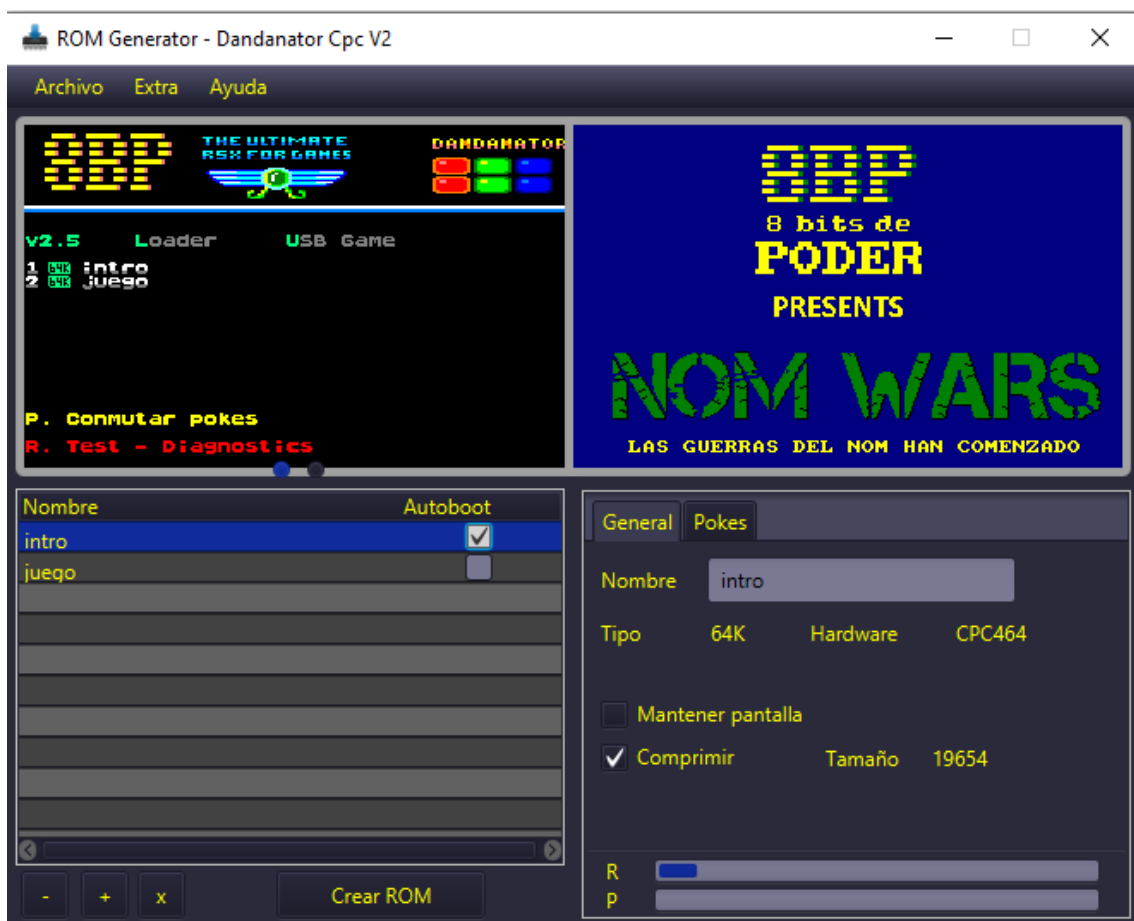 ROM Generator - Dandanator Cpc V2
Archivo Extra Ayuda
8BP
THE ULTIMATE
RSX FOR GAMES
DANDANATOR
v2.5 Loader USB Game
1 64K intro
2 64K juego
P. Conmutar pokes
R. Test - Diagnostics
8BP
8 bits de
PODER
PRESENTS
NOM WARS
LAS GUERRAS DEL NOM HAN COMENZADO
Nombre Autoboot
intro
juego
- + x Crear ROM
General Pokes
Nombre intro
Tipo 64K Hardware CPC464
Mantener pantalla
Comprimir Tamaño 19654
R
P